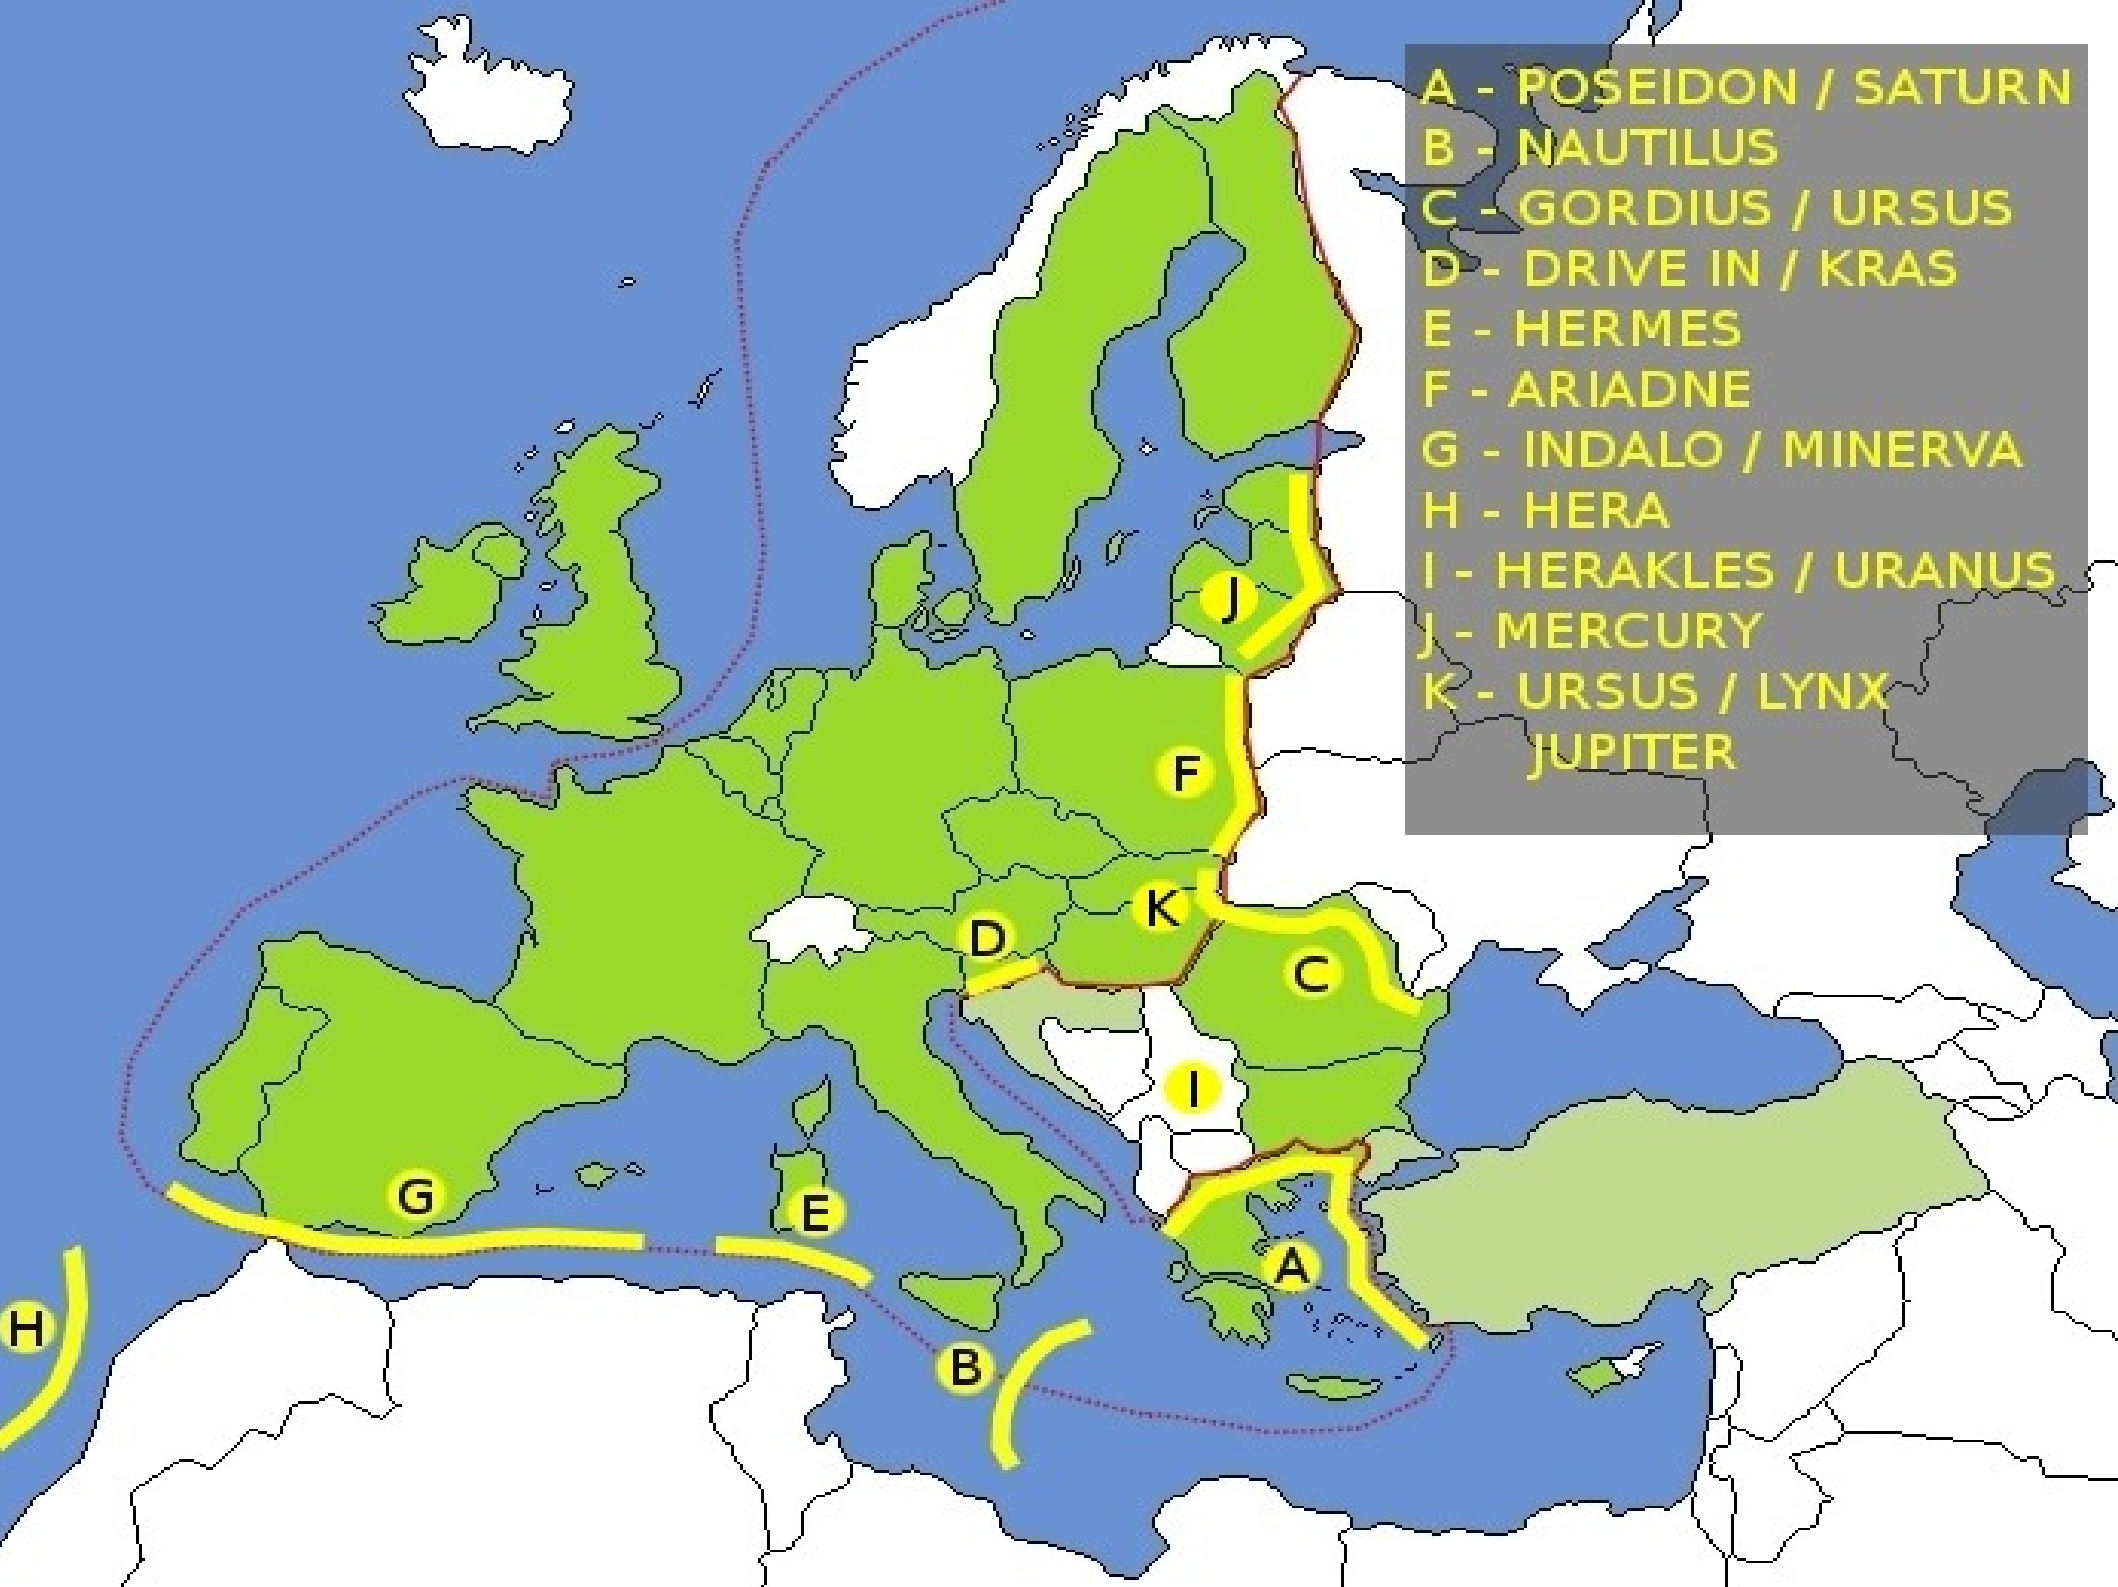 A - POSEIDON / SATURN
B - NAUTILUS
C - GORDIUS / URSUS
D - DRIVE IN / KRAS
E - HERMES
F - ARIADNE
G - INDALO / MINERVA
H - HERA
I - HERAKLES / URANUS
J - MERCURY
K - URSUS / LYNX
JUPITER
J
F
K
D
C
I
G
E
A
H
B